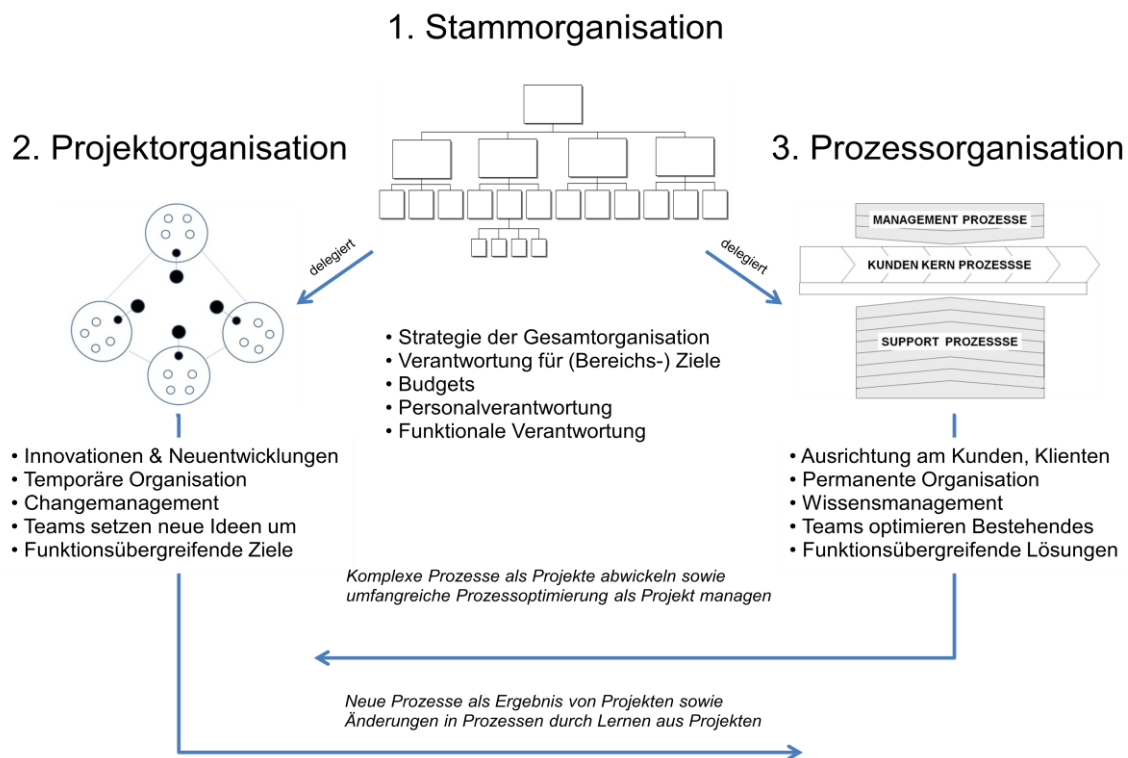 1. Stammorganisation
2. Projektorganisation
3. Prozessorganisation
delegiert
delegiert
MANAGEMENT PROZESSE
KUNDEN KERN PROZESSSE
SUPPORT PROZESSSE
• Strategie der Gesamtorganisation
• Verantwortung für (Bereichs-) Ziele
• Budgets
• Personalverantwortung
• Funktionale Verantwortung
• Innovationen & Neuentwicklungen
• Temporäre Organisation
• Changemanagement
• Teams setzen neue Ideen um
• Funktionsübergreifende Ziele
• Ausrichtung am Kunden, Klienten
• Permanente Organisation
• Wissensmanagement
• Teams optimieren Bestehendes
• Funktionsübergreifende Lösungen
Komplexe Prozesse als Projekte abwickeln sowie
umfangreiche Prozessoptimierung als Projekt managen
Neue Prozesse als Ergebnis von Projekten sowie
Änderungen in Prozessen durch Lernen aus Projekten